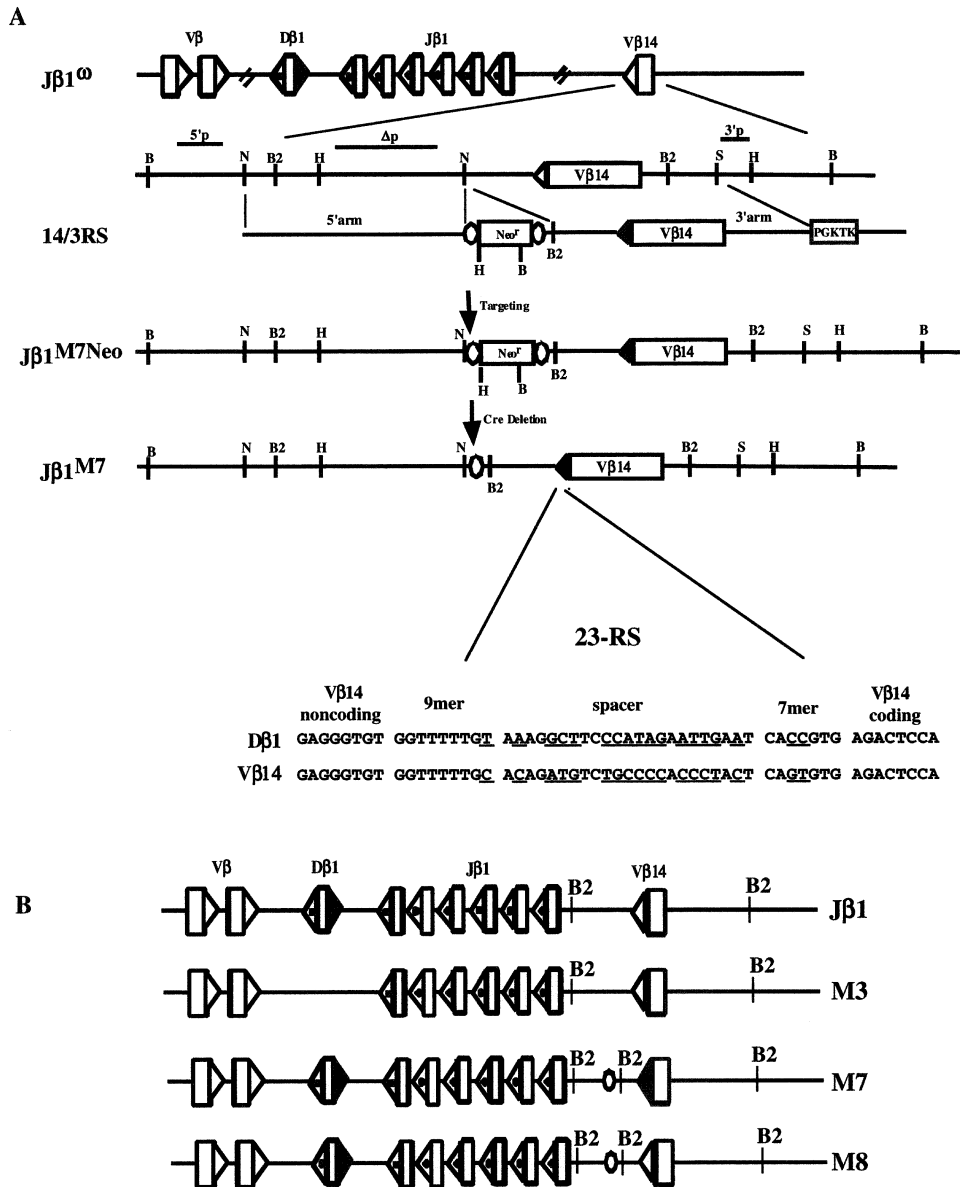 A
Vβ Dβ1 Jβ1 Vβ14
Jβ1ω
5'p Δp 3'p
B N B2 H N B2 S H B
Vβ14
14/3RS
5'arm Neor Vβ14 3'arm PGKTK
H B B2
Targeting
B N B2 H N B2 S H B
Jβ1M7Neo
Neor Vβ14
H B B2
Cre Deletion
B N B2 H N B2 S H B
Jβ1M7
B2 Vβ14
23-RS
Vβ14 noncoding 9mer spacer 7mer Vβ14 coding
Dβ1 GAGGGTGT GGTTTTTGT AAAGGCTTCCCATAGAATTGAAT CACCGTG AGACTCCA
Vβ14 GAGGGTGT GGTTTTTGC ACAGATGTCTGCCCCACCCTACT CAGTGTG AGACTCCA
B
Vβ Dβ1 Jβ1 B2 Vβ14 B2
Jβ1
B2 B2
M3
B2 B2 B2
M7
B2 B2 B2
M8